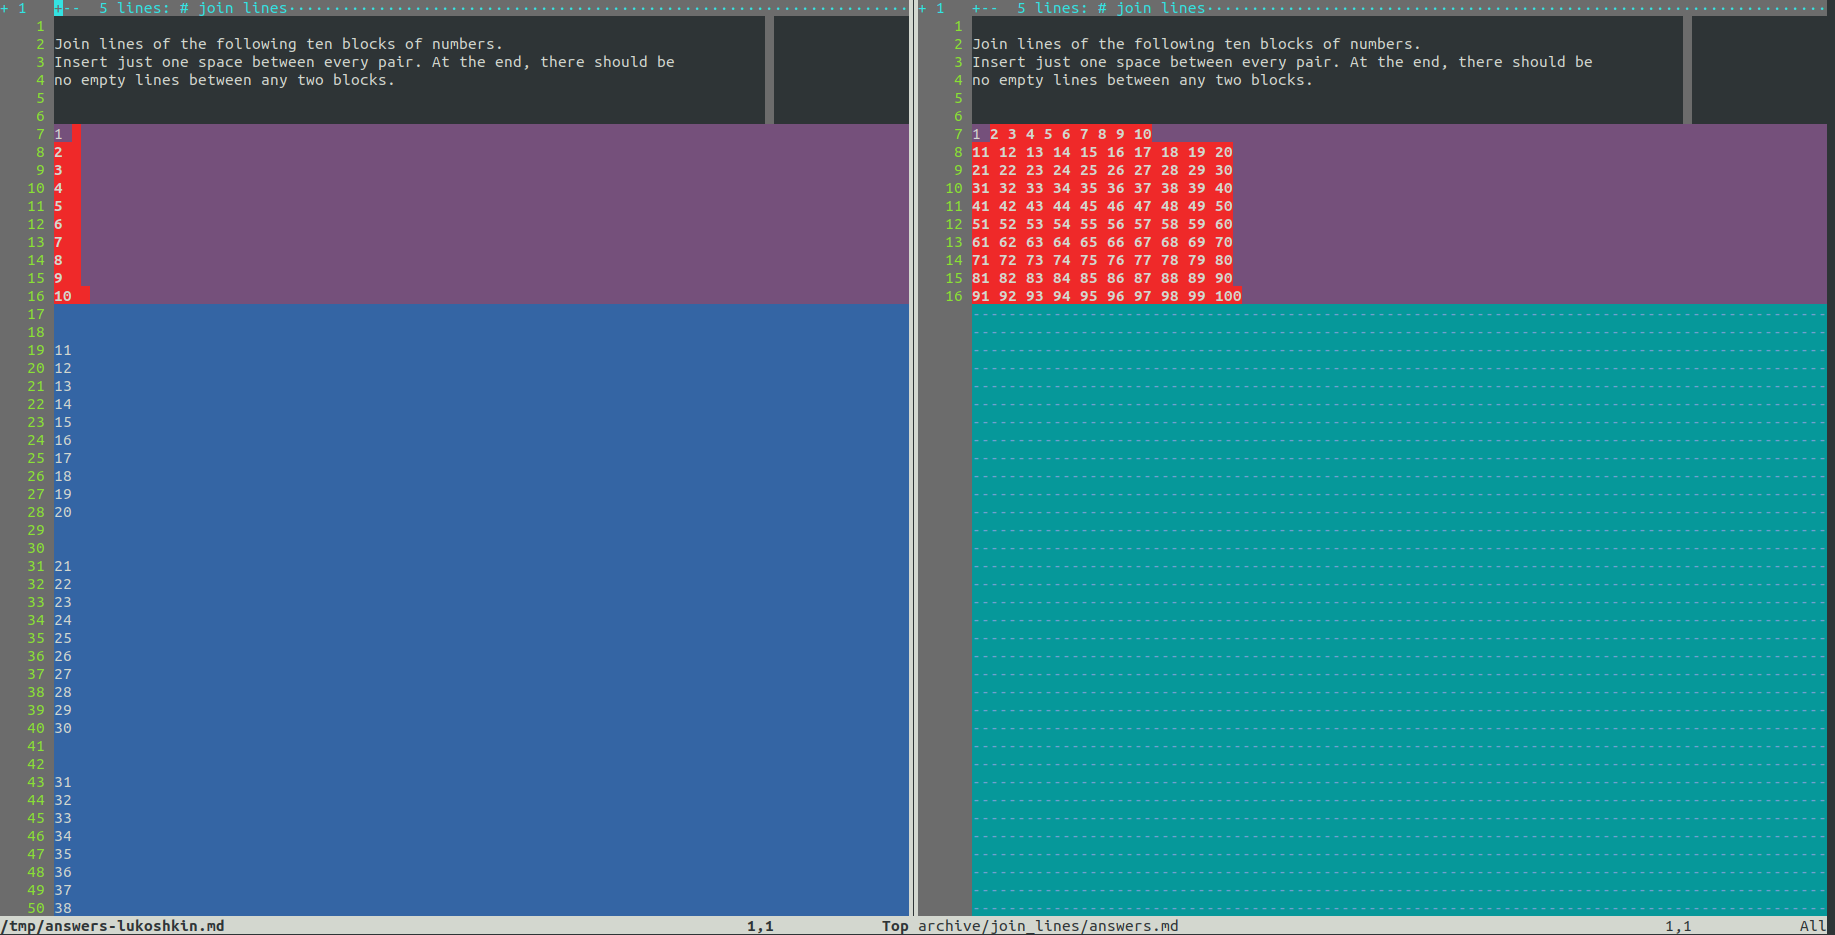 + 1 +-- 5 lines: # join lines
1
2 Join lines of the following ten blocks of numbers.
3 Insert just one space between every pair. At the end, there should be
4 no empty lines between any two blocks.
5
6
7 1
8 2
9 3
10 4
11 5
12 6
13 7
14 8
15 9
16 10
17
18
19 11
20 12
21 13
22 14
23 15
24 16
25 17
26 18
27 19
28 20
29
30
31 21
32 22
33 23
34 24
35 25
36 26
37 27
38 28
39 29
40 30
41
42
43 31
44 32
45 33
46 34
47 35
48 36
49 37
50 38
/tmp/answers-lukoshkin.md 1,1 Top
+ 1 +-- 5 lines: # join lines
1
2 Join lines of the following ten blocks of numbers.
3 Insert just one space between every pair. At the end, there should be
4 no empty lines between any two blocks.
5
6
7 1 2 3 4 5 6 7 8 9 10
8 11 12 13 14 15 16 17 18 19 20
9 21 22 23 24 25 26 27 28 29 30
10 31 32 33 34 35 36 37 38 39 40
11 41 42 43 44 45 46 47 48 49 50
12 51 52 53 54 55 56 57 58 59 60
13 61 62 63 64 65 66 67 68 69 70
14 71 72 73 74 75 76 77 78 79 80
15 81 82 83 84 85 86 87 88 89 90
16 91 92 93 94 95 96 97 98 99 100
archive/join_lines/answers.md 1,1 All